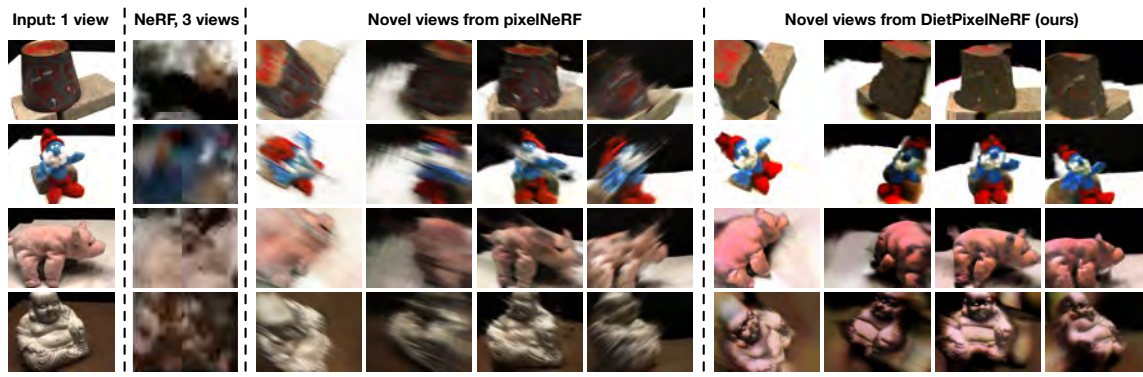 Input: 1 view
NeRF, 3 views
Novel views from pixelNeRF
Novel views from DietPixelNeRF (ours)